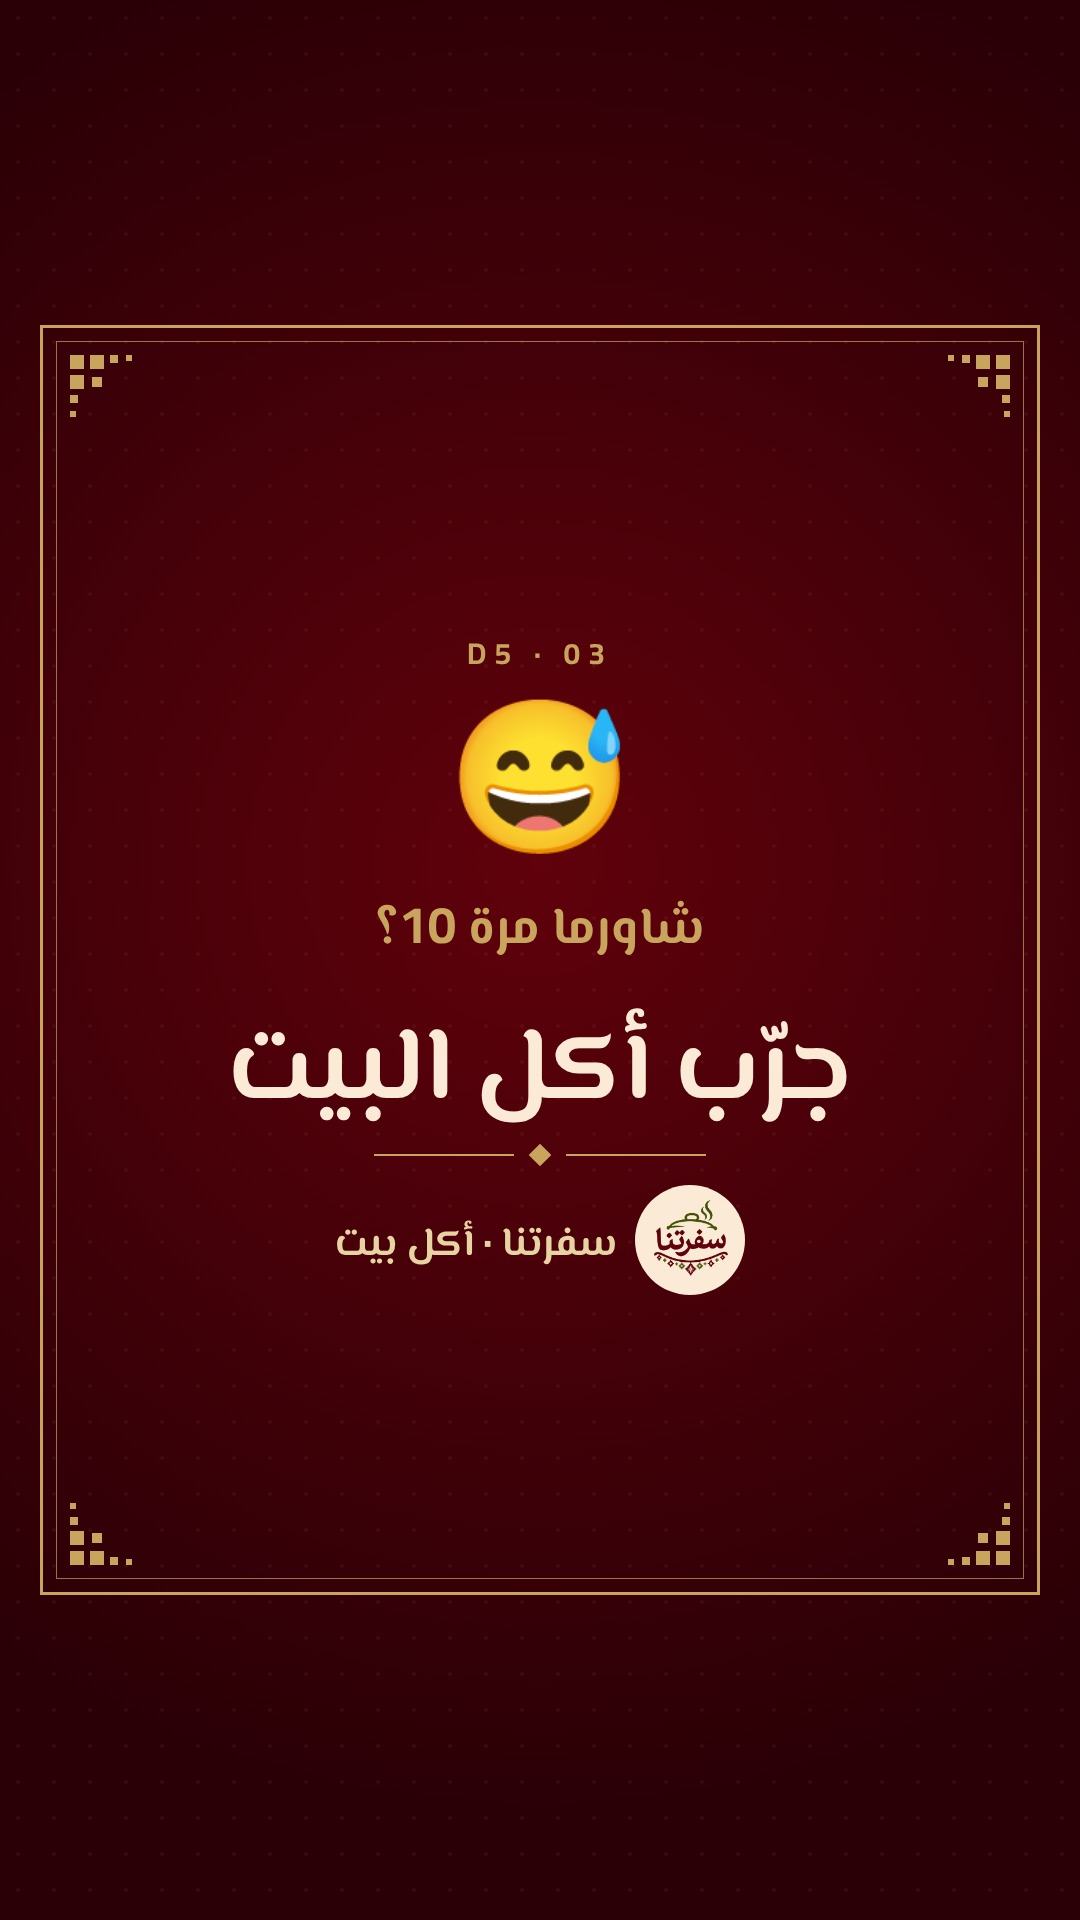 D5 · 03
شاورما مرة 10؟
جرّب أكل البيت
سفرتنا
سفرتنا · أكل بيت